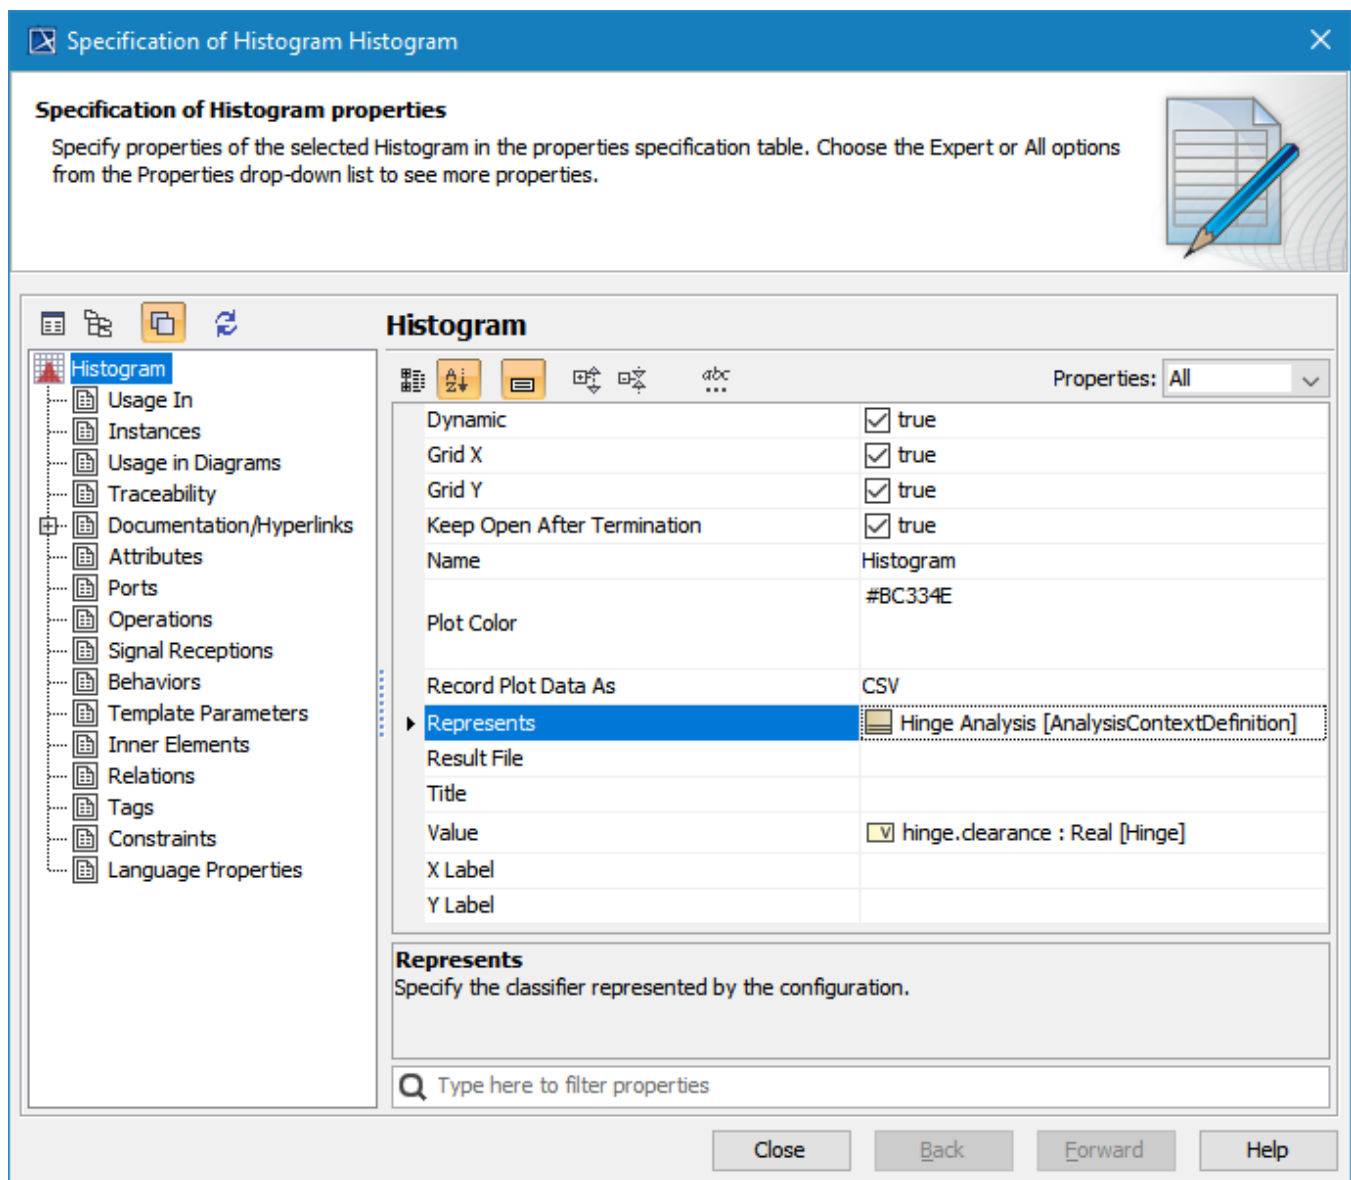 Specification of Histogram Histogram
Specification of Histogram properties
Specify properties of the selected Histogram in the properties specification table. Choose the Expert or All options
from the Properties drop-down list to see more properties.
Histogram
Histogram
Usage In
Instances
Usage in Diagrams
Traceability
Documentation/Hyperlinks
Attributes
Ports
Operations
Signal Receptions
Behaviors
Template Parameters
Inner Elements
Relations
Tags
Constraints
Language Properties
A
Z
abc
...
Properties: All
Dynamic true
Grid X true
Grid Y true
Keep Open After Termination true
Name Histogram
Plot Color #BC334E
Record Plot Data As CSV
Represents Hinge Analysis [AnalysisContextDefinition]
Result File
Title
Value V hinge.clearance : Real [Hinge]
X Label
Y Label
Represents
Specify the classifier represented by the configuration.
Type here to filter properties
Close Back Forward Help